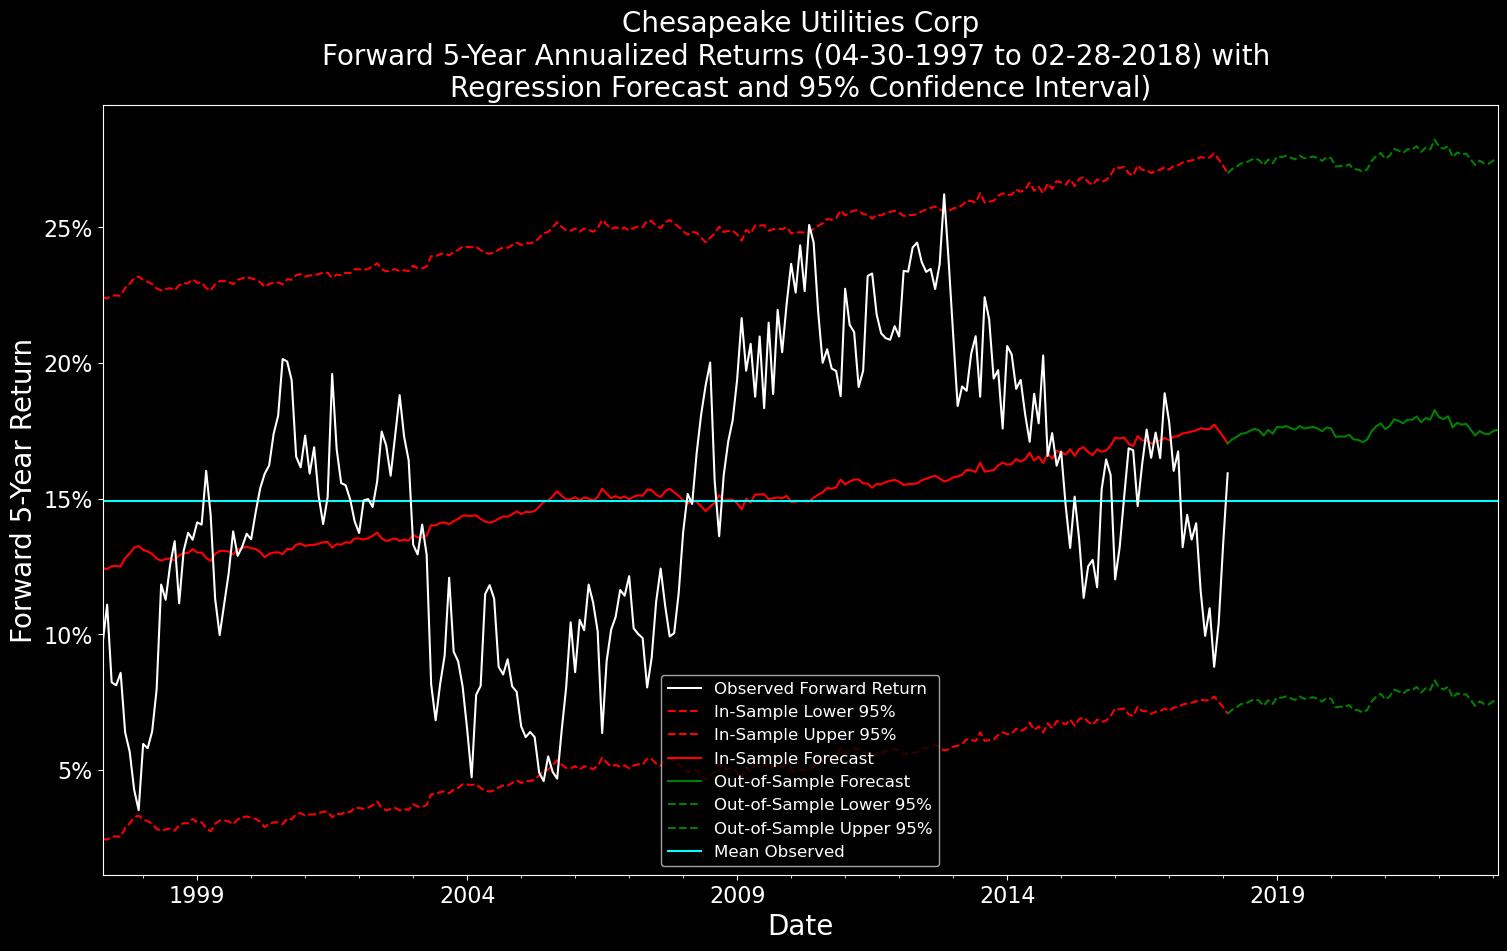 Chesapeake Utilities Corp
Forward 5-Year Annualized Returns (04-30-1997 to 02-28-2018) with
Regression Forecast and 95% Confidence Interval)
Forward 5-Year Return
25%
20%
15%
10%
5%
Observed Forward Return
In-Sample Lower 95%
In-Sample Upper 95%
In-Sample Forecast
Out-of-Sample Forecast
Out-of-Sample Lower 95%
Out-of-Sample Upper 95%
Mean Observed
1999 2004 2009 2014 2019
Date